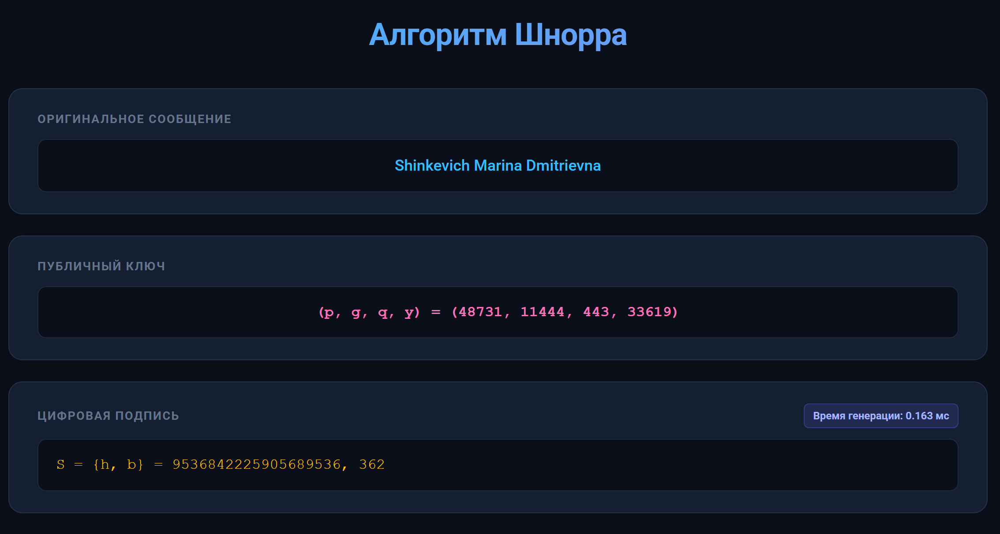 Алгоритм Шнорра
ОРИГИНАЛЬНОЕ СООБЩЕНИЕ
Shinkevich Marina Dmitrievna
ПУБЛИЧНЫЙ КЛЮЧ
(p, g, q, y) = (48731, 11444, 443, 33619)
ЦИФРОВАЯ ПОДПИСЬ
Время генерации: 0.163 мс
S = {h, b} = 9536842225905689536, 362